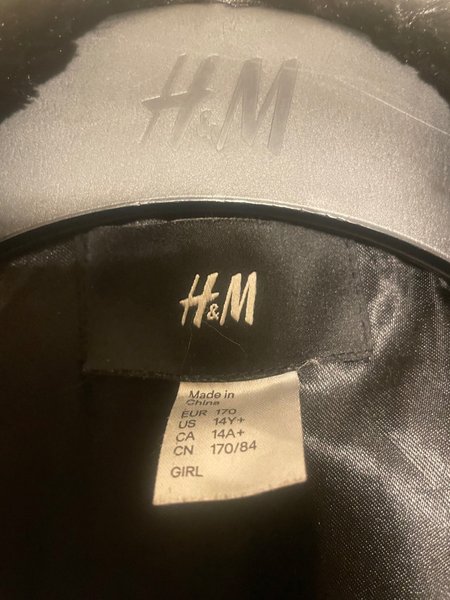 H&M
H&M
Made in
China
EUR 170
US 14Y+
CA 14A+
CN 170/84
GIRL